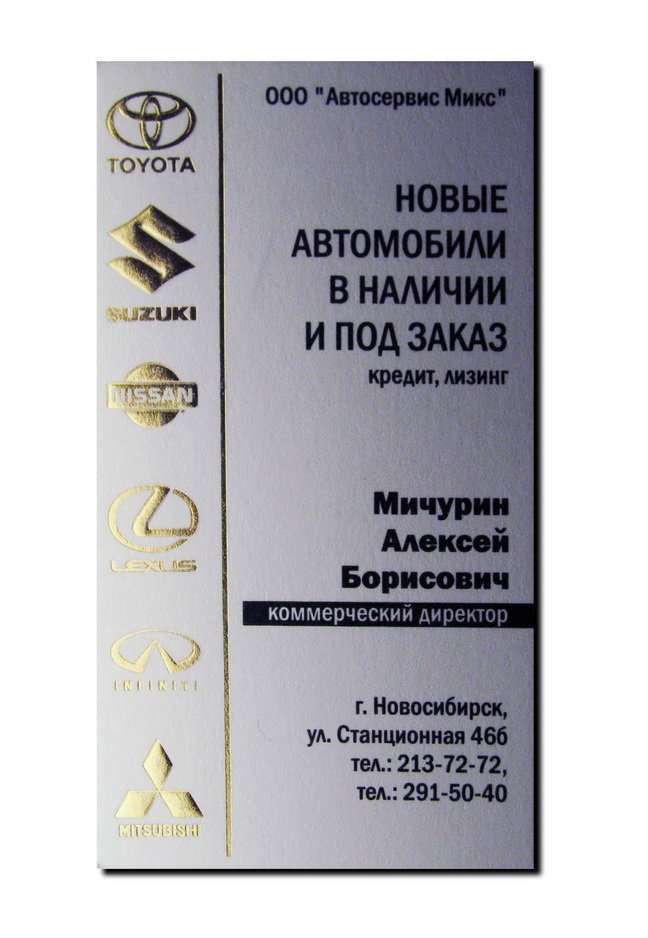 TOYOTA
SUZUKI
NISSAN
LEXUS
INFINITI
MITSUBISHI
ООО "Автосервис Микс"
НОВЫЕ
АВТОМОБИЛИ
В НАЛИЧИИ
И ПОД ЗАКАЗ
кредит, лизинг
Мичурин
Алексей
Борисович
коммерческий директор
г. Новосибирск,
ул. Станционная 46б
тел.: 213-72-72,
тел.: 291-50-40